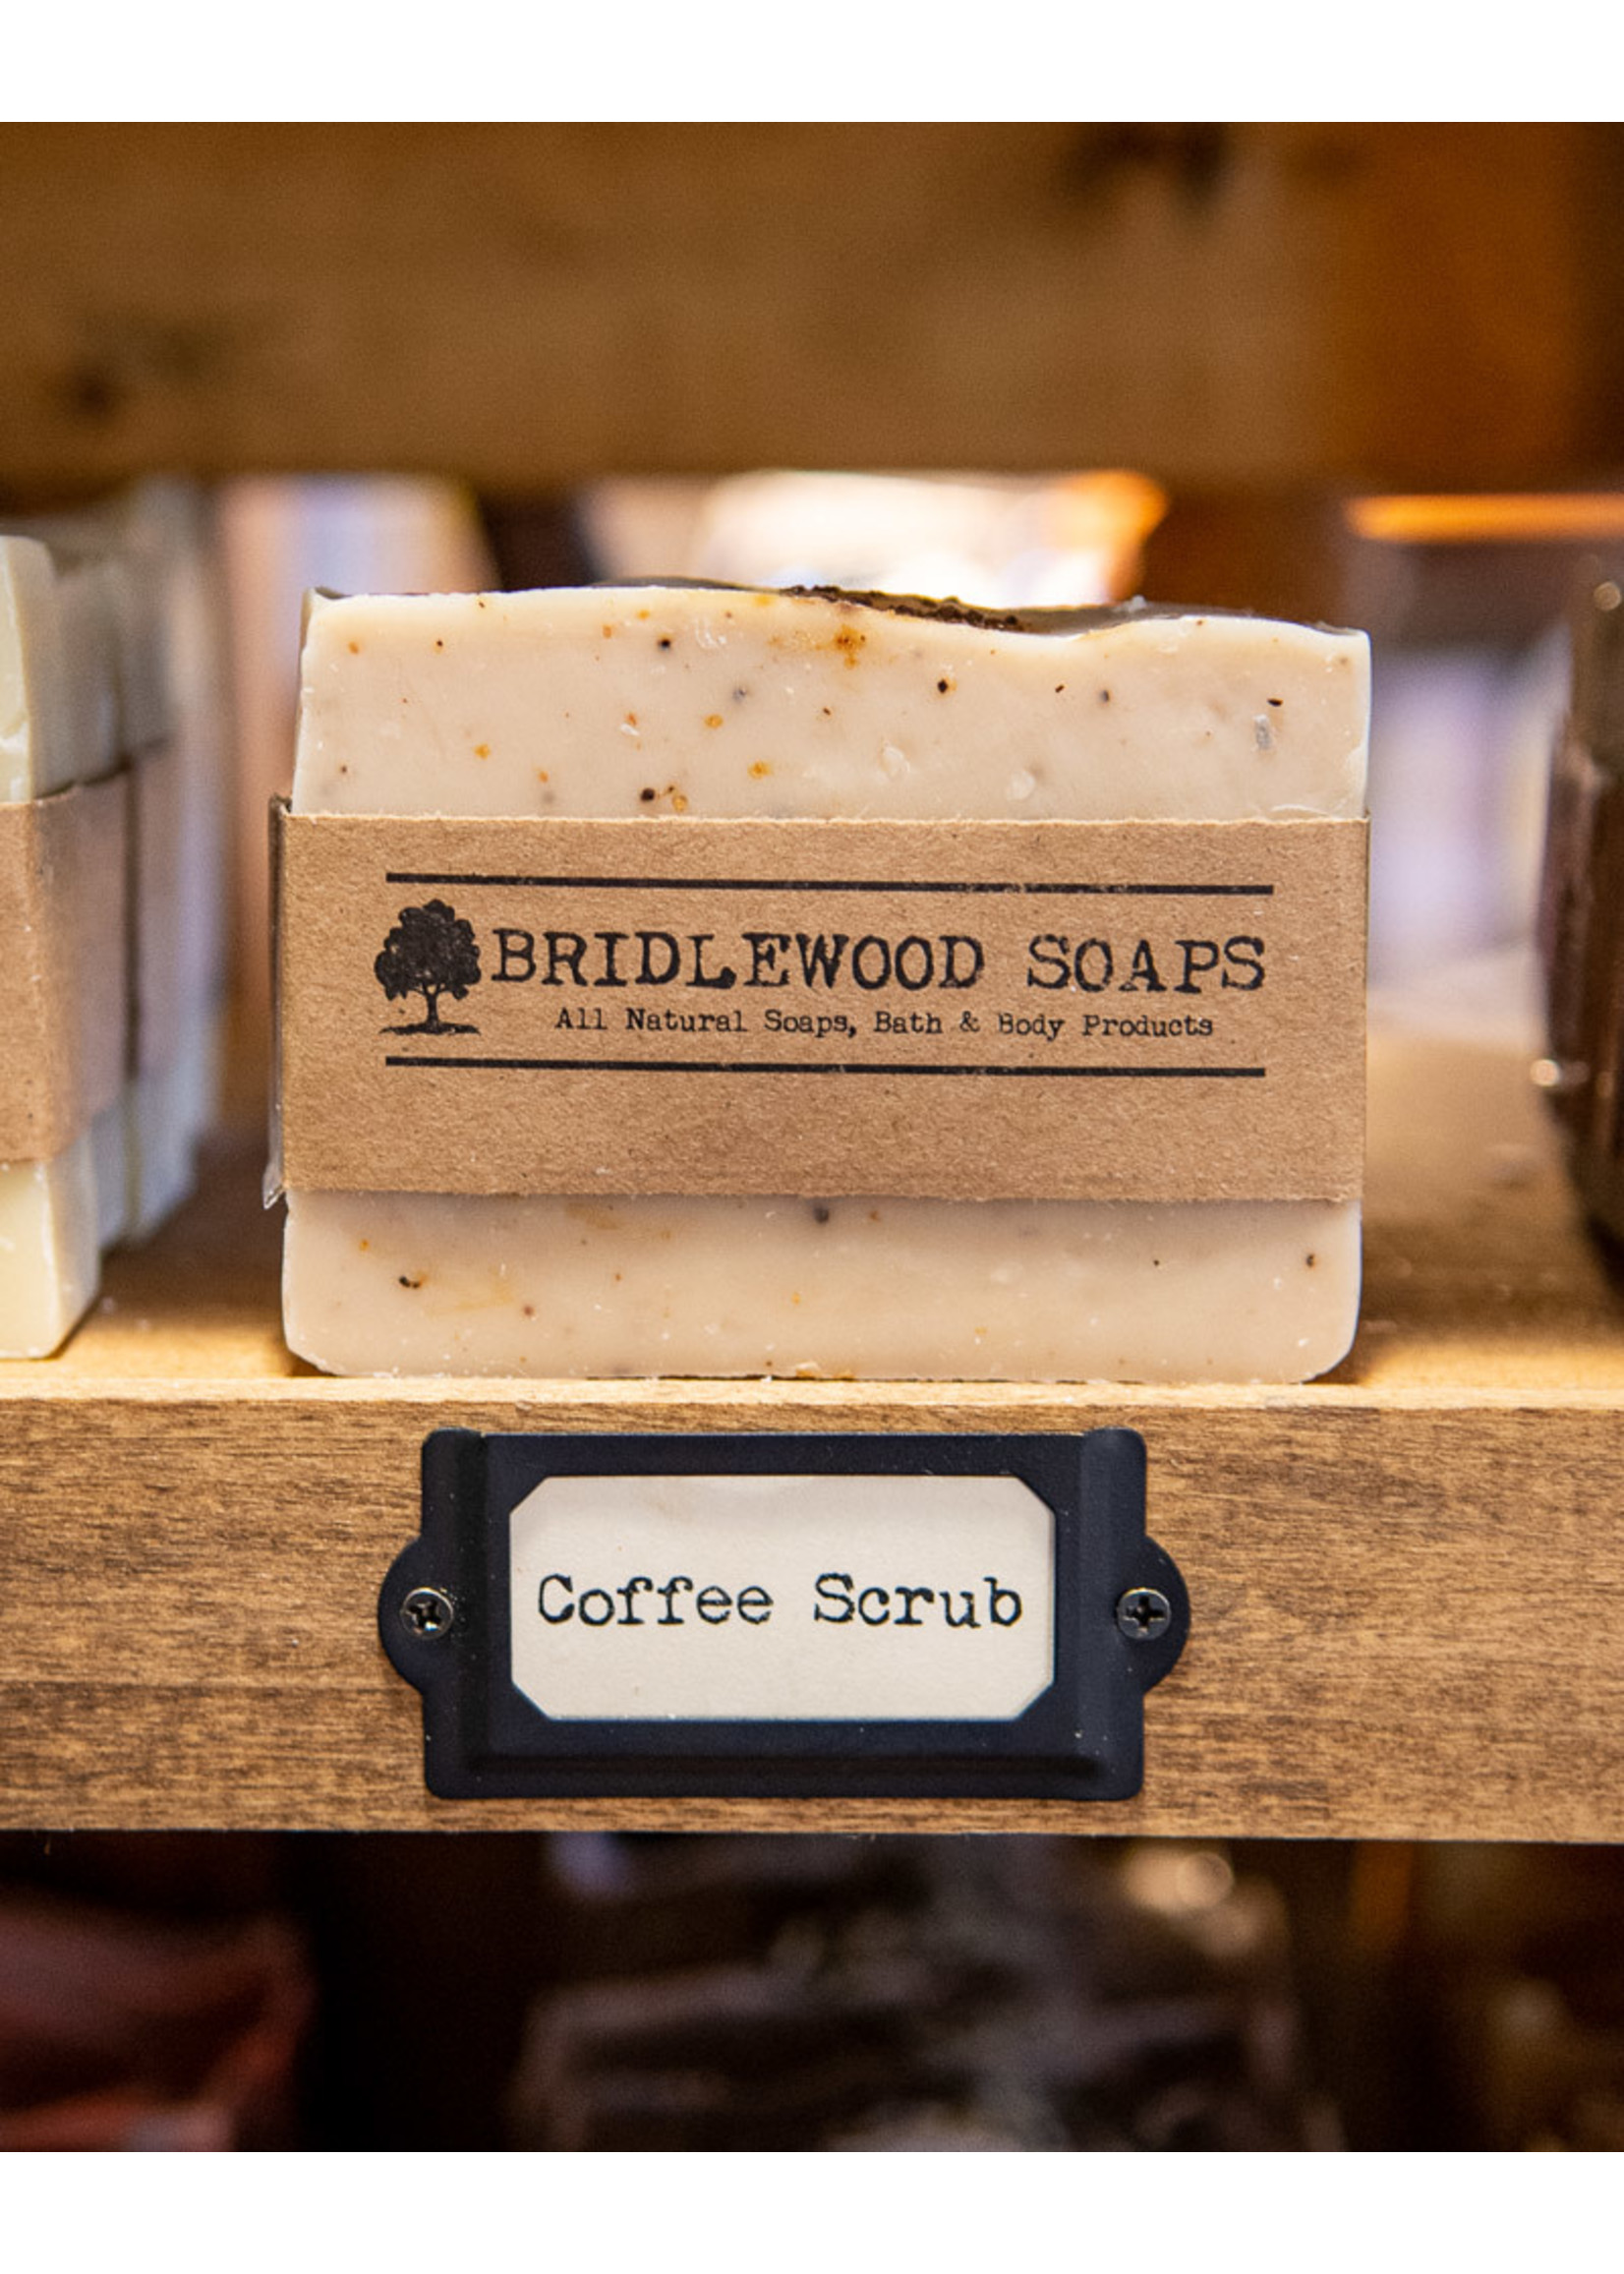 BRIDLEWOOD SOAPS
All Natural Soaps, Bath & Body Products
Coffee Scrub